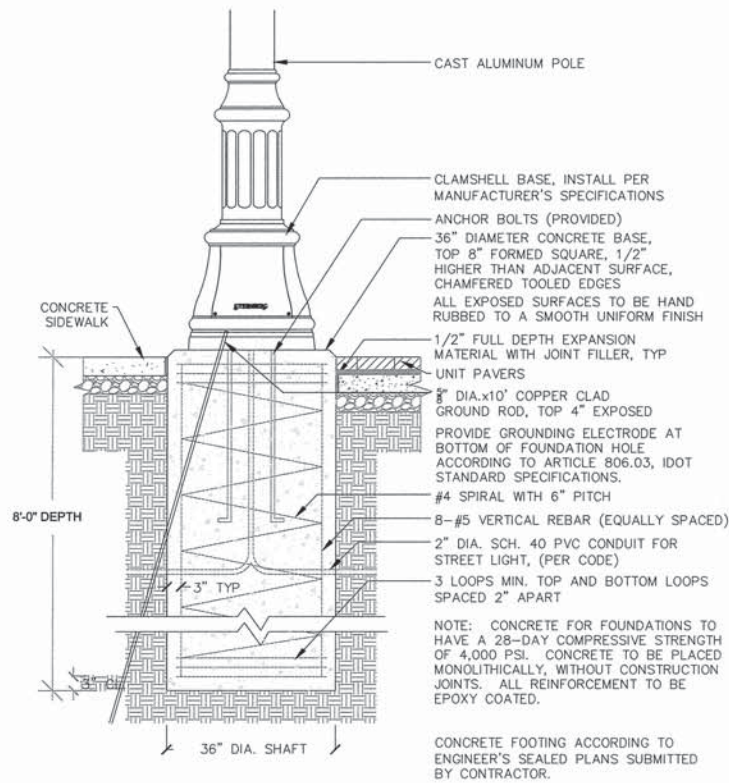 CAST ALUMINUM POLE
CLAMSHELL BASE, INSTALL PER
MANUFACTURER'S SPECIFICATIONS
ANCHOR BOLTS (PROVIDED)
36" DIAMETER CONCRETE BASE,
TOP 8" FORMED SQUARE, 1/2"
HIGHER THAN ADJACENT SURFACE,
CHAMFERED TOOLED EDGES
ALL EXPOSED SURFACES TO BE HAND
RUBBED TO A SMOOTH UNIFORM FINISH
CONCRETE
SIDEWALK
1/2" FULL DEPTH EXPANSION
MATERIAL WITH JOINT FILLER, TYP
UNIT PAVERS
5/8" DIA.x10' COPPER CLAD
GROUND ROD, TOP 4" EXPOSED
PROVIDE GROUNDING ELECTRODE AT
BOTTOM OF FOUNDATION HOLE
ACCORDING TO ARTICLE 806.03, IDOT
STANDARD SPECIFICATIONS.
#4 SPIRAL WITH 6" PITCH
8'-0" DEPTH
8-#5 VERTICAL REBAR (EQUALLY SPACED)
2" DIA. SCH. 40 PVC CONDUIT FOR
STREET LIGHT, (PER CODE)
3" TYP
3 LOOPS MIN. TOP AND BOTTOM LOOPS
SPACED 2" APART
NOTE: CONCRETE FOR FOUNDATIONS TO
HAVE A 28-DAY COMPRESSIVE STRENGTH
OF 4,000 PSI. CONCRETE TO BE PLACED
MONOLITHICALLY, WITHOUT CONSTRUCTION
JOINTS. ALL REINFORCEMENT TO BE
EPOXY COATED.
3" CL
36" DIA. SHAFT
CONCRETE FOOTING ACCORDING TO
ENGINEER'S SEALED PLANS SUBMITTED
BY CONTRACTOR.